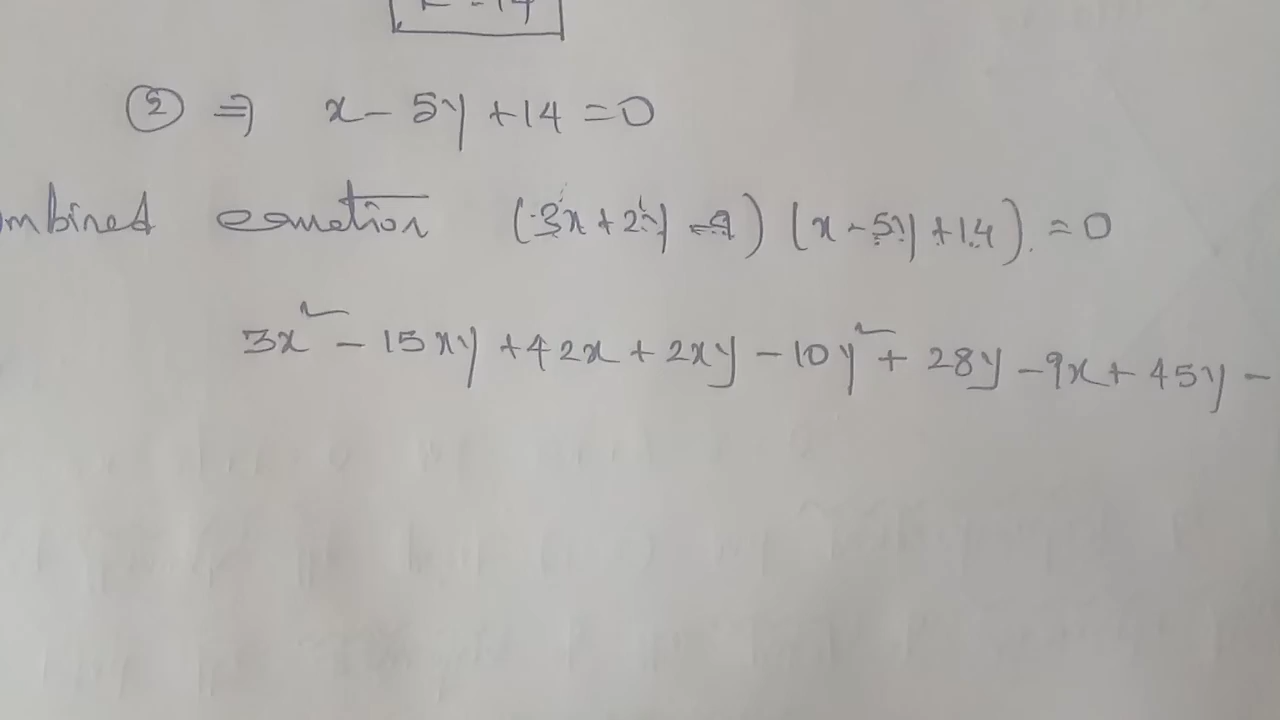 ② ⇒ x - 5y + 14 = 0
mbined equation (3x + 2y - 9) (x - 5y + 14) = 0
3x² - 15xy + 42x + 2xy - 10y² + 28y - 9x + 45y -